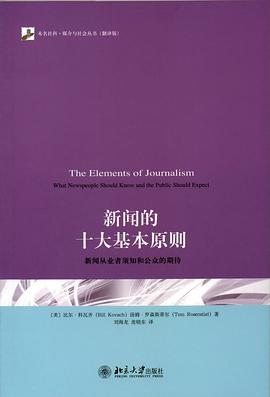 未名社科·媒介与社会丛书(翻译版)
The Elements of Journalism
What Newspeople Should Know and the Public Should Expect
新闻的
十大基本原则
新闻从业者须知和公众的期待
〔美〕比尔·科瓦齐(Bill Kovach) 汤姆·罗森斯蒂尔(Tom Rosenstiel) 著
刘海龙 连晓东 译
北京大学出版社